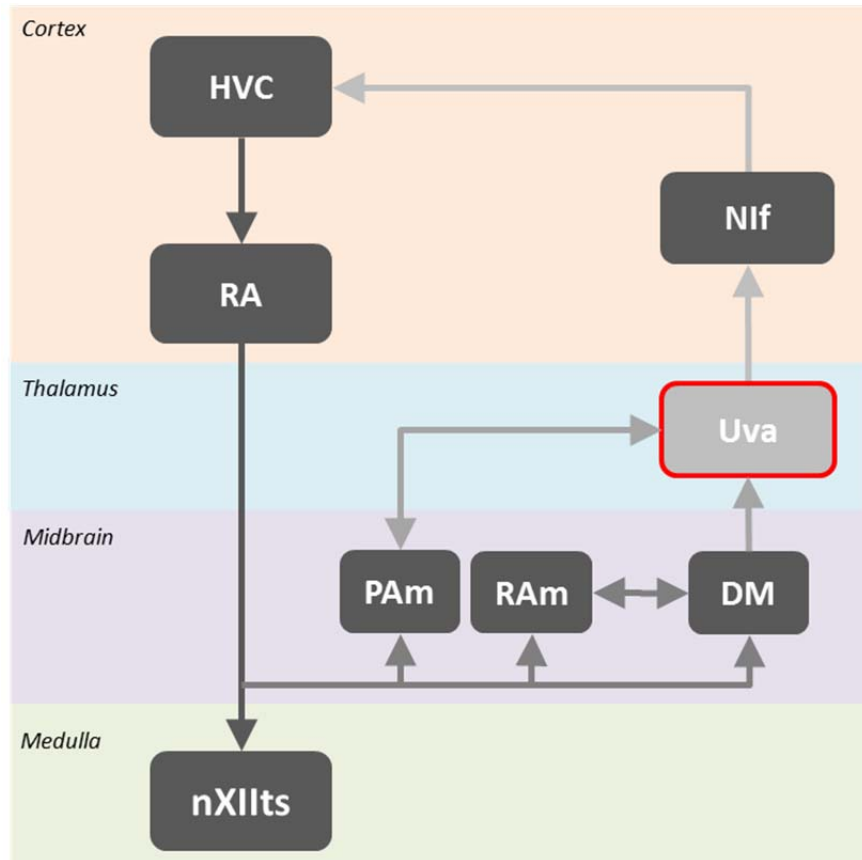 Cortex
HVC
NIf
RA
Thalamus
Uva
Midbrain
PAm
RAm
DM
Medulla
nXIIts